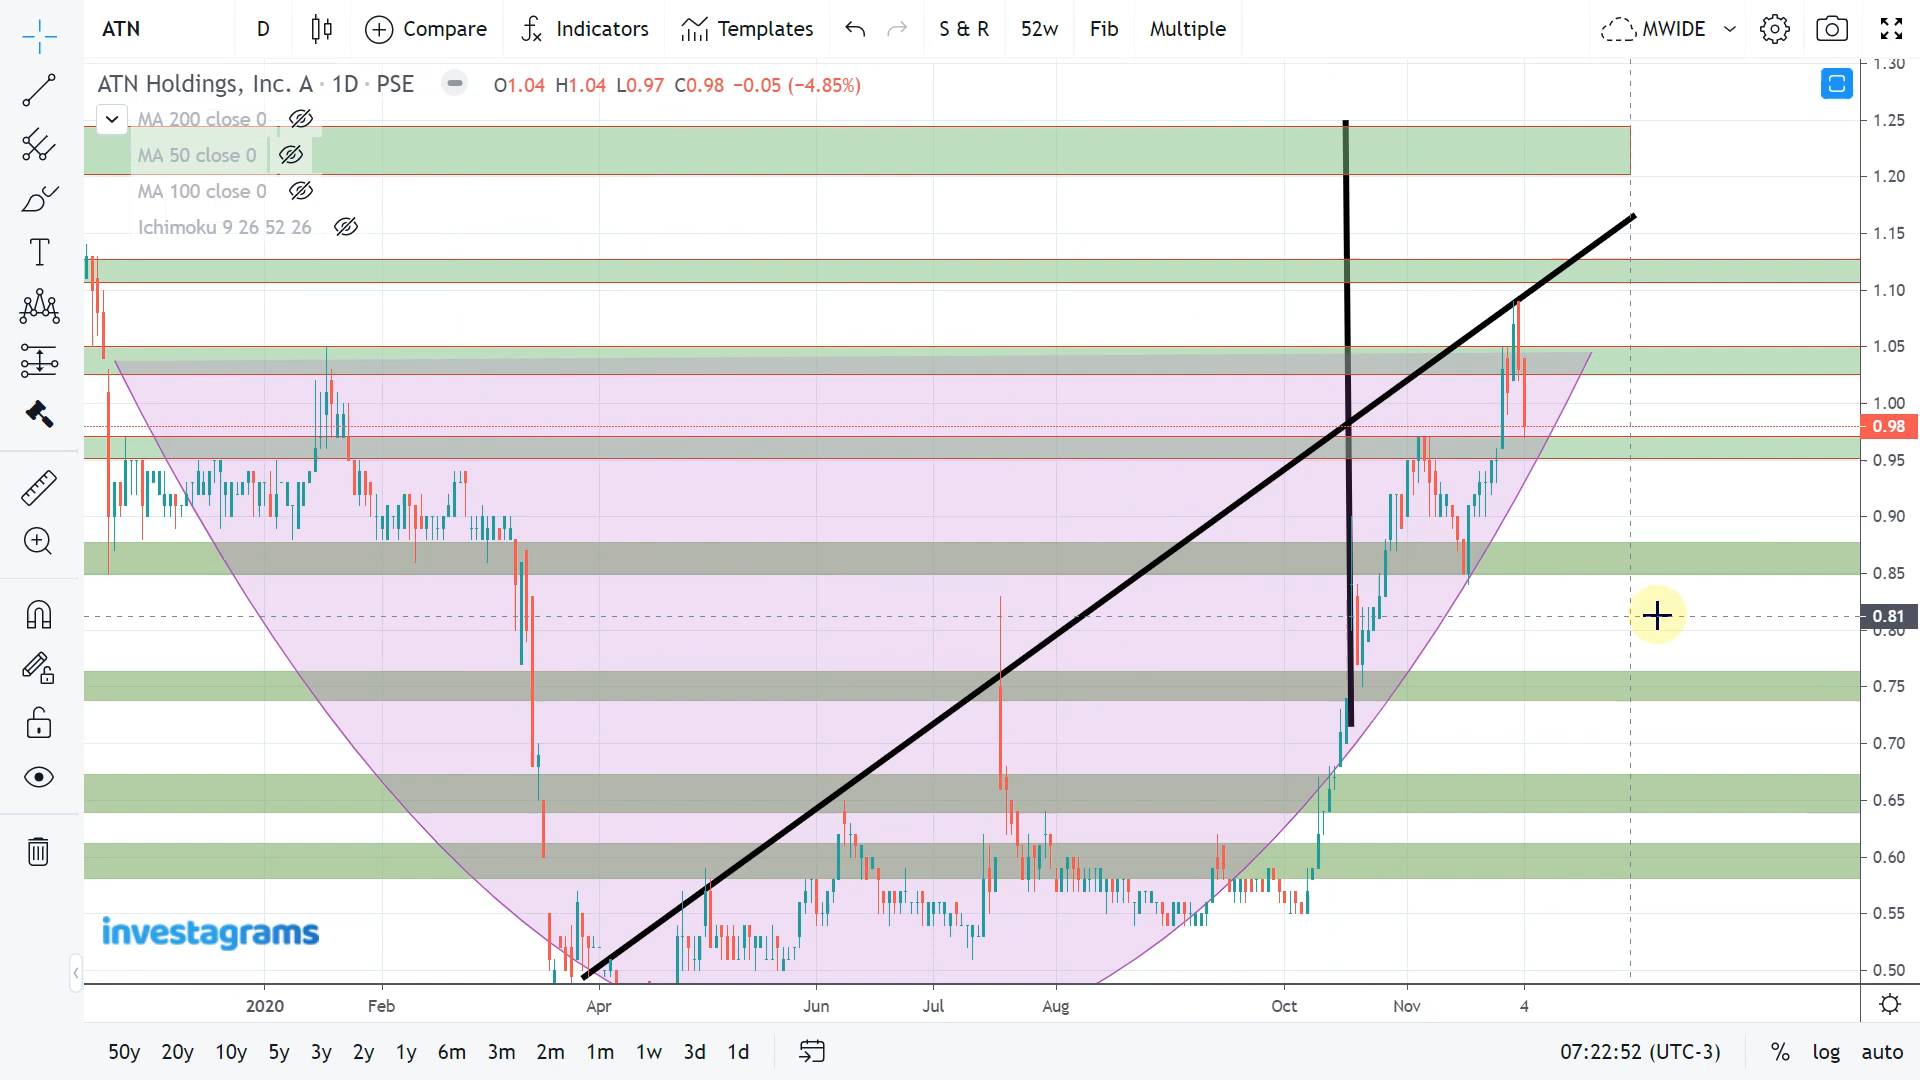 ATN D Compare Indicators Templates S & R 52w Fib Multiple MWIDE
ATN Holdings, Inc. A · 1D · PSE O1.04 H1.04 L0.97 C0.98 −0.05 (−4.85%)
MA 200 close 0
MA 50 close 0
MA 100 close 0
Ichimoku 9 26 52 26
1.30
1.25
1.20
1.15
1.10
1.05
1.00
0.98
0.95
0.90
0.85
0.81
0.80
0.75
0.70
0.65
0.60
0.55
0.50
investagrams
2020 Feb Apr Jun Jul Aug Oct Nov 4
50y 20y 10y 5y 3y 2y 1y 6m 3m 2m 1m 1w 3d 1d 07:22:52 (UTC-3) % log auto